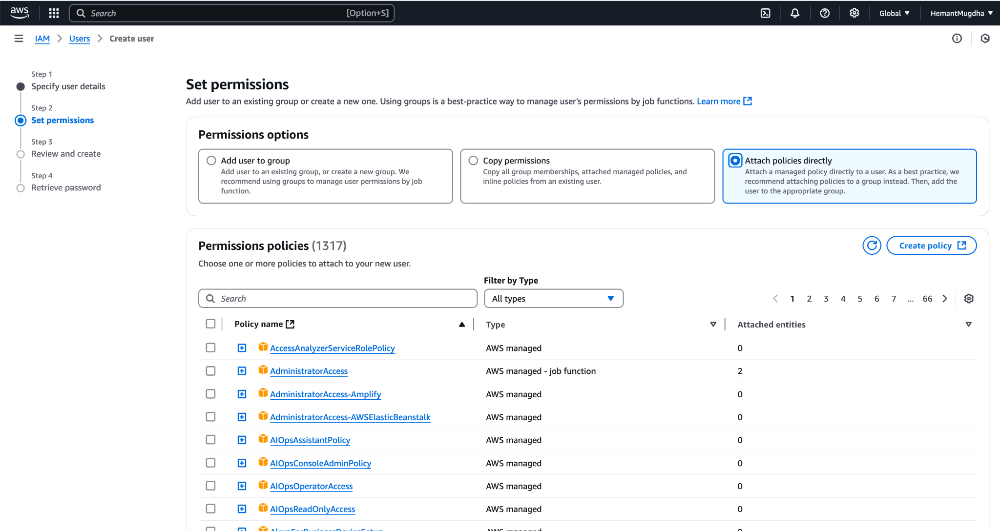 aws
Search
[Option+S]
Global
HemantMugdha
IAM
Users
Create user
Step 1
Specify user details
Step 2
Set permissions
Step 3
Review and create
Step 4
Retrieve password
Set permissions
Add user to an existing group or create a new one. Using groups is a best-practice way to manage user's permissions by job functions. Learn more
Permissions options
Add user to group
Add user to an existing group, or create a new group. We
recommend using groups to manage user permissions by job
function.
Copy permissions
Copy all group memberships, attached managed policies, and
inline policies from an existing user.
Attach policies directly
Attach a managed policy directly to a user. As a best practice, we
recommend attaching policies to a group instead. Then, add the
user to the appropriate group.
Permissions policies (1317)
Create policy
Choose one or more policies to attach to your new user.
Filter by Type
Search
All types
1 2 3 4 5 6 7 ... 66
Policy name Type Attached entities
AccessAnalyzerServiceRolePolicy AWS managed 0
AdministratorAccess AWS managed - job function 2
AdministratorAccess-Amplify AWS managed 0
AdministratorAccess-AWSElasticBeanstalk AWS managed 0
AIOpsAssistantPolicy AWS managed 0
AIOpsConsoleAdminPolicy AWS managed 0
AIOpsOperatorAccess AWS managed 0
AIOpsReadOnlyAccess AWS managed 0
AlexaForBusinessDeviceSetup AWS managed 0